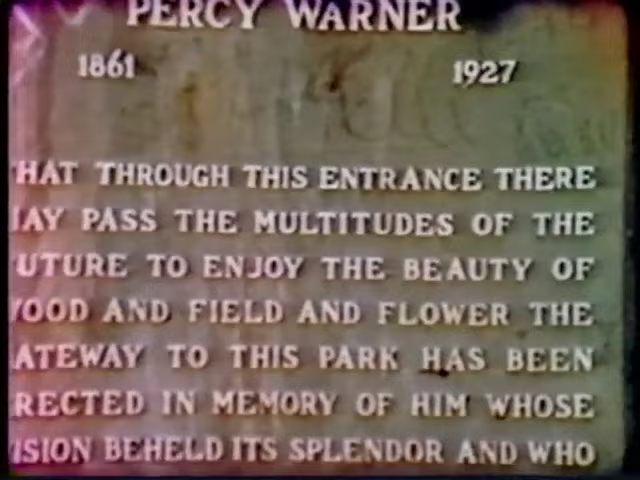 PERCY WARNER
1861 1927
HAT THROUGH THIS ENTRANCE THERE
AY PASS THE MULTITUDES OF THE
UTURE TO ENJOY THE BEAUTY OF
OOD AND FIELD AND FLOWER THE
ATEWAY TO THIS PARK HAS BEEN
RECTED IN MEMORY OF HIM WHOSE
ISION BEHELD ITS SPLENDOR AND WHO